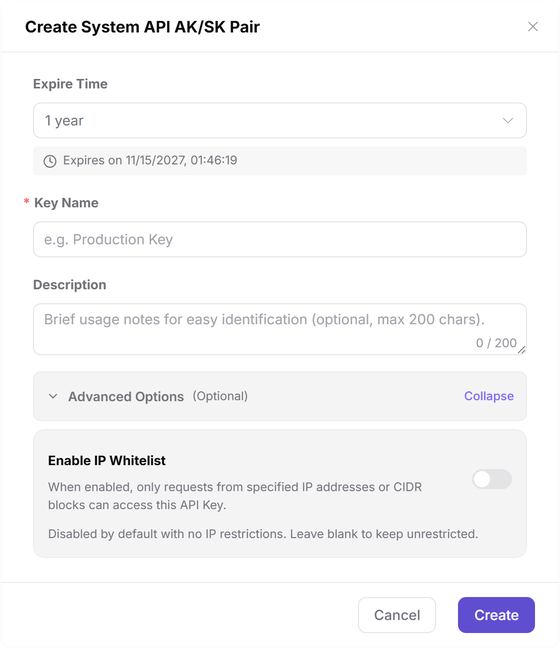 Create System API AK/SK Pair
Expire Time
1 year
Expires on 11/15/2027, 01:46:19
* Key Name
e.g. Production Key
Description
Brief usage notes for easy identification (optional, max 200 chars).
0 / 200
Advanced Options (Optional) Collapse
Enable IP Whitelist
When enabled, only requests from specified IP addresses or CIDR
blocks can access this API Key.
Disabled by default with no IP restrictions. Leave blank to keep unrestricted.
Cancel Create